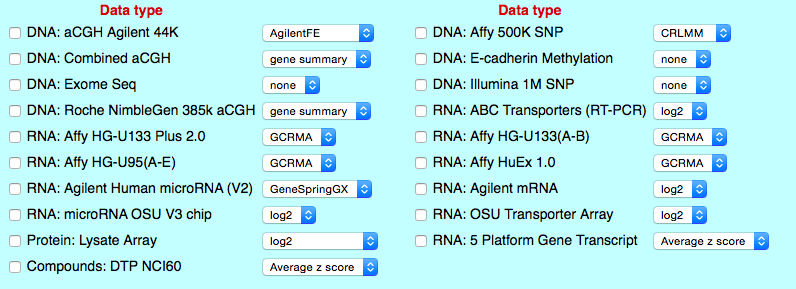 Data type Data type
DNA: aCGH Agilent 44K AgilentFE DNA: Affy 500K SNP CRLMM
DNA: Combined aCGH gene summary DNA: E-cadherin Methylation none
DNA: Exome Seq none DNA: Illumina 1M SNP none
DNA: Roche NimbleGen 385k aCGH gene summary RNA: ABC Transporters (RT-PCR) log2
RNA: Affy HG-U133 Plus 2.0 GCRMA RNA: Affy HG-U133(A-B) GCRMA
RNA: Affy HG-U95(A-E) GCRMA RNA: Affy HuEx 1.0 GCRMA
RNA: Agilent Human microRNA (V2) GeneSpringGX RNA: Agilent mRNA log2
RNA: microRNA OSU V3 chip log2 RNA: OSU Transporter Array log2
Protein: Lysate Array log2 RNA: 5 Platform Gene Transcript Average z score
Compounds: DTP NCI60 Average z score